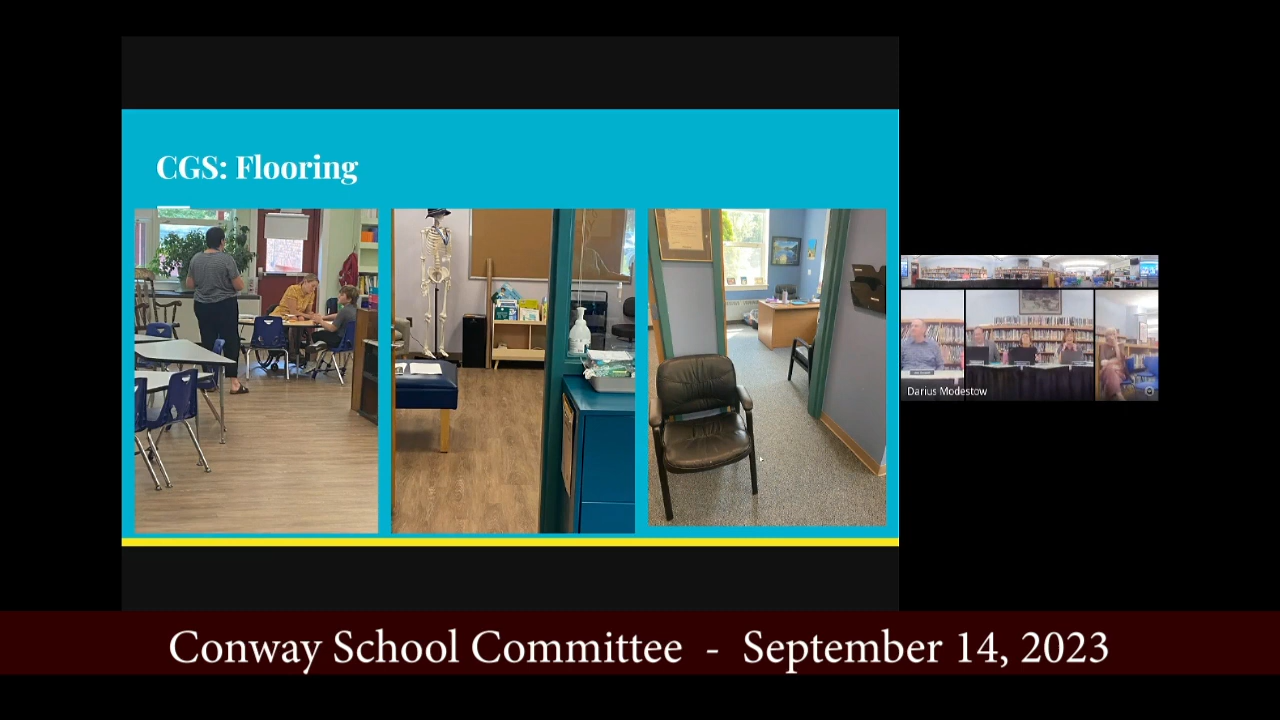 CGS: Flooring
Darius Modestow
Conway School Committee - September 14, 2023